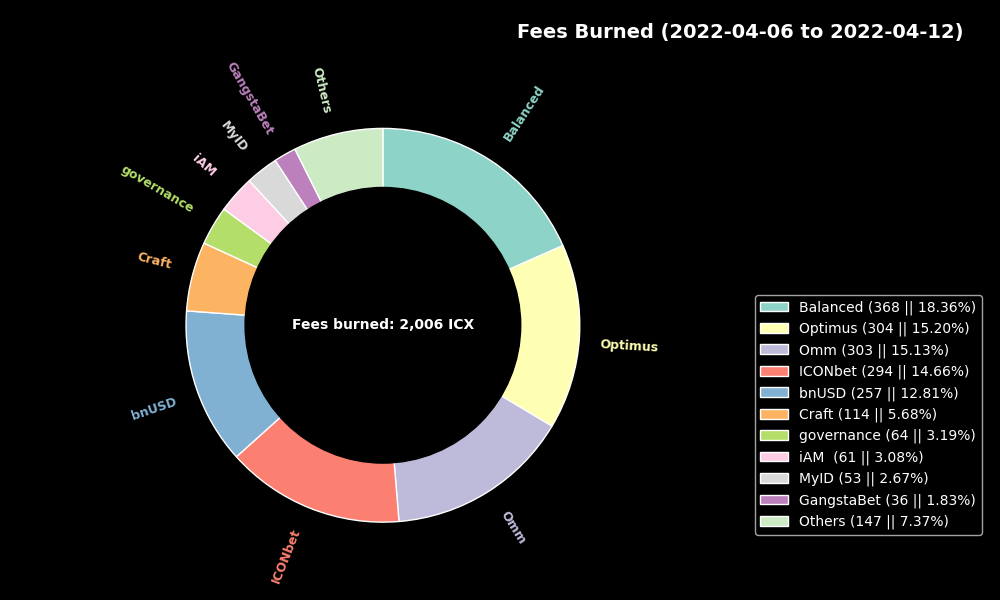 Fees Burned (2022-04-06 to 2022-04-12)
Balanced
Optimus
Omm
ICONbet
bnUSD
Craft
governance
iAM
MyID
GangstaBet
Others
Fees burned: 2,006 ICX
Balanced (368 || 18.36%)
Optimus (304 || 15.20%)
Omm (303 || 15.13%)
ICONbet (294 || 14.66%)
bnUSD (257 || 12.81%)
Craft (114 || 5.68%)
governance (64 || 3.19%)
iAM  (61 || 3.08%)
MyID (53 || 2.67%)
GangstaBet (36 || 1.83%)
Others (147 || 7.37%)